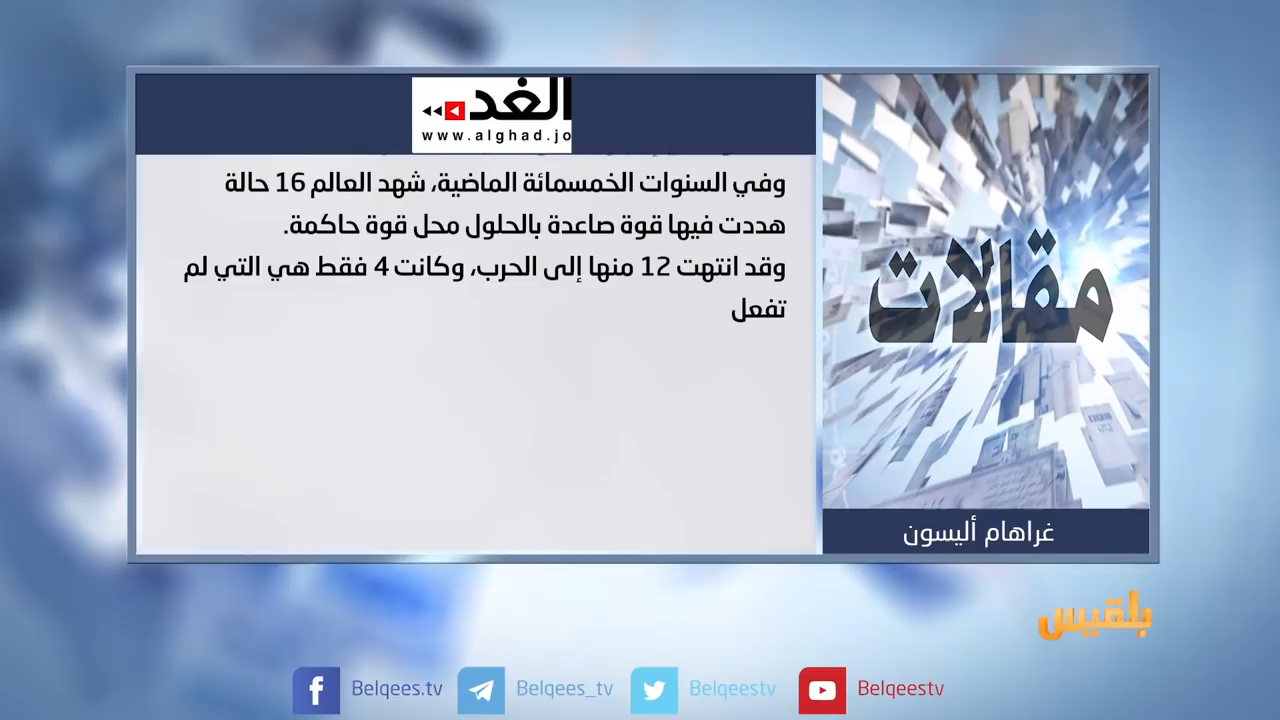 الغد
www.alghad.jo
وفي السنوات الخمسمائة الماضية، شهد العالم 16 حالة
هددت فيها قوة صاعدة بالحلول محل قوة حاكمة.
وقد انتهت 12 منها إلى الحرب، وكانت 4 فقط هي التي لم
تفعل
مقالات
غراهام أليسون
بلقيس
Belqees.tv
Belqees_tv
Belqeestv
Belqeestv